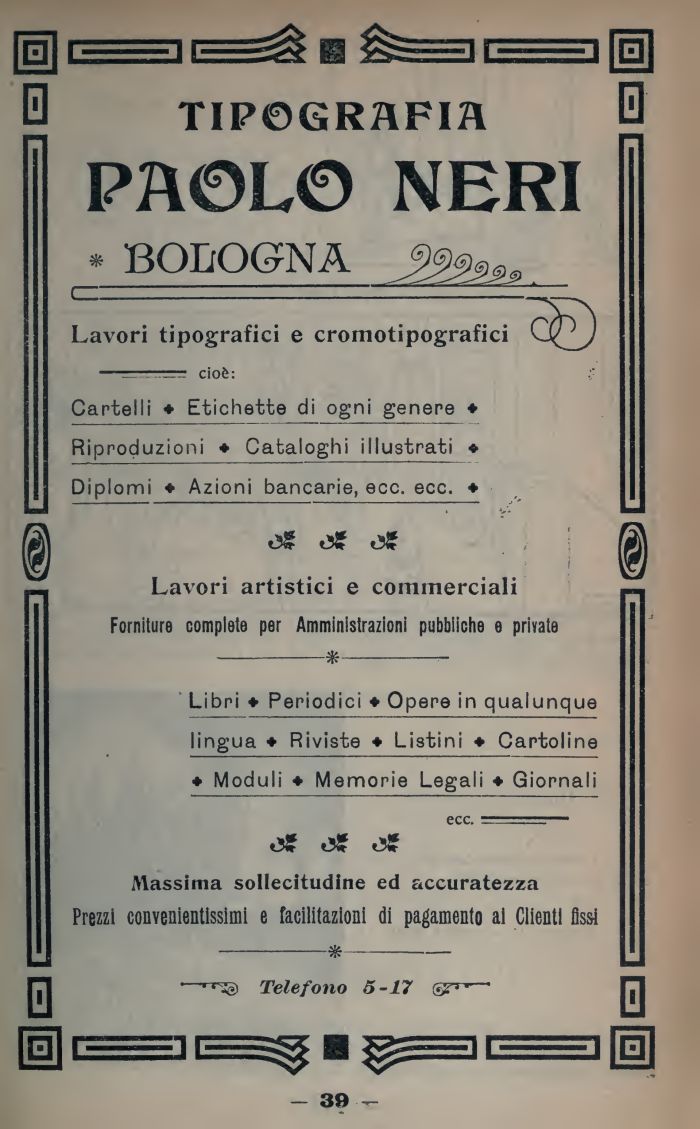 TIPOGRAFIA
PAOLO NERI
* BOLOGNA
Lavori tipografici e cromotipografici
cioè:
Cartelli ✦ Etichette di ogni genere ✦
Riproduzioni ✦ Cataloghi illustrati ✦
Diplomi ✦ Azioni bancarie, ecc. ecc. ✦
Lavori artistici e commerciali
Forniture complete per Amministrazioni pubbliche e private
Libri ✦ Periodici ✦ Opere in qualunque
lingua ✦ Riviste ✦ Listini ✦ Cartoline
✦ Moduli ✦ Memorie Legali ✦ Giornali
ecc.
Massima sollecitudine ed accuratezza
Prezzi convenientissimi e facilitazioni di pagamento ai Clienti fissi
Telefono 5-17
— 39 —